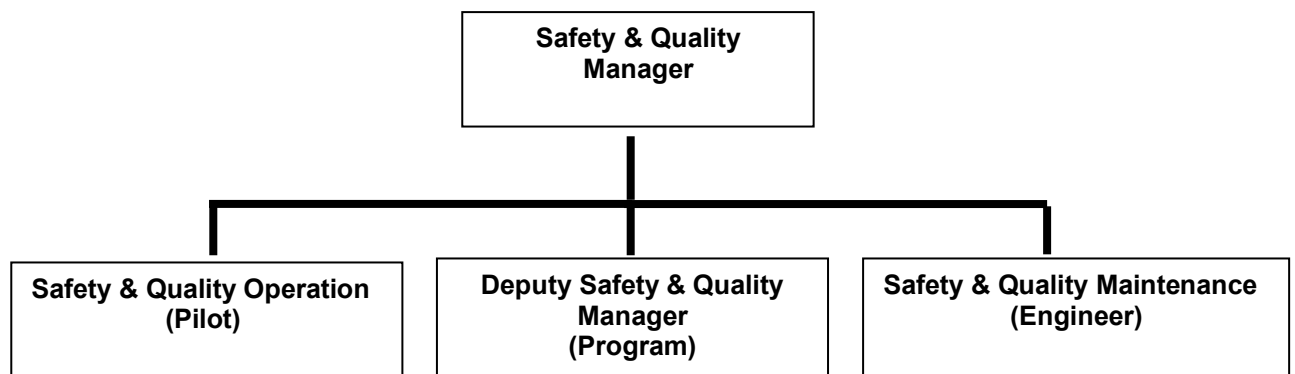 Safety & Quality
Manager
Safety & Quality Operation
(Pilot)
Deputy Safety & Quality
Manager
(Program)
Safety & Quality Maintenance
(Engineer)